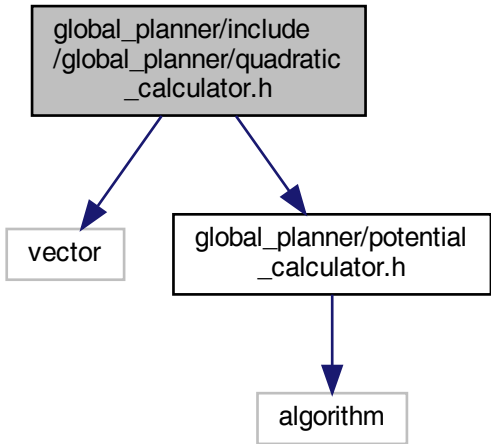 global_planner/include
/global_planner/quadratic
_calculator.h
vector
global_planner/potential
_calculator.h
algorithm